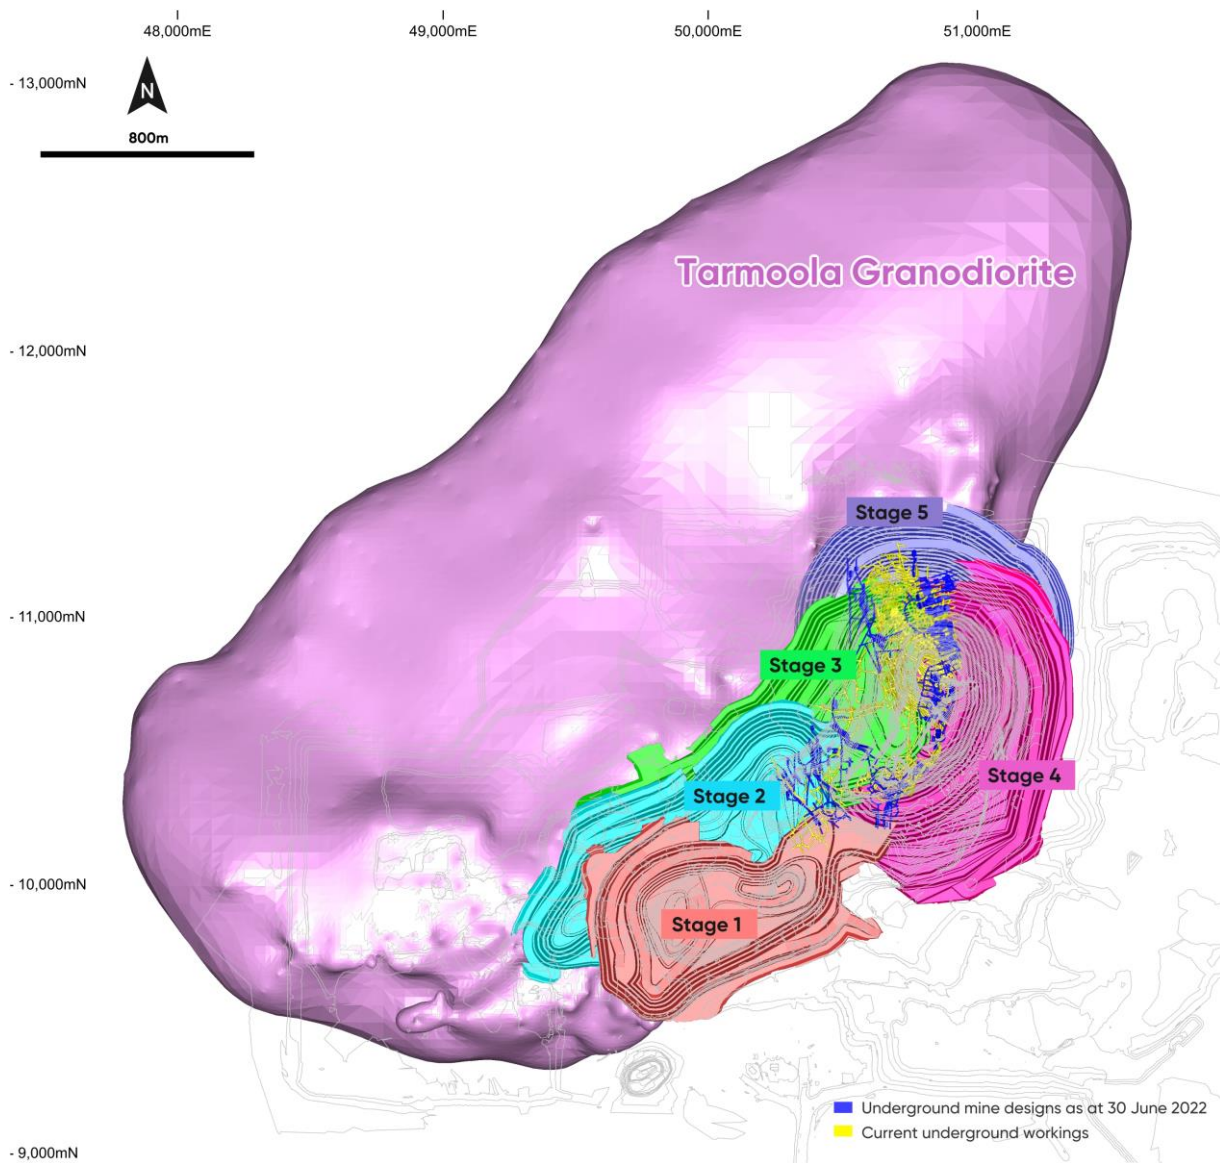 48,000mE
49,000mE
50,000mE
51,000mE
- 13,000mN
N
800m
Tarmoola Granodiorite
- 12,000mN
Stage 5
- 11,000mN
Stage 3
Stage 4
Stage 2
- 10,000mN
Stage 1
Underground mine designs as at 30 June 2022
Current underground workings
- 9,000mN